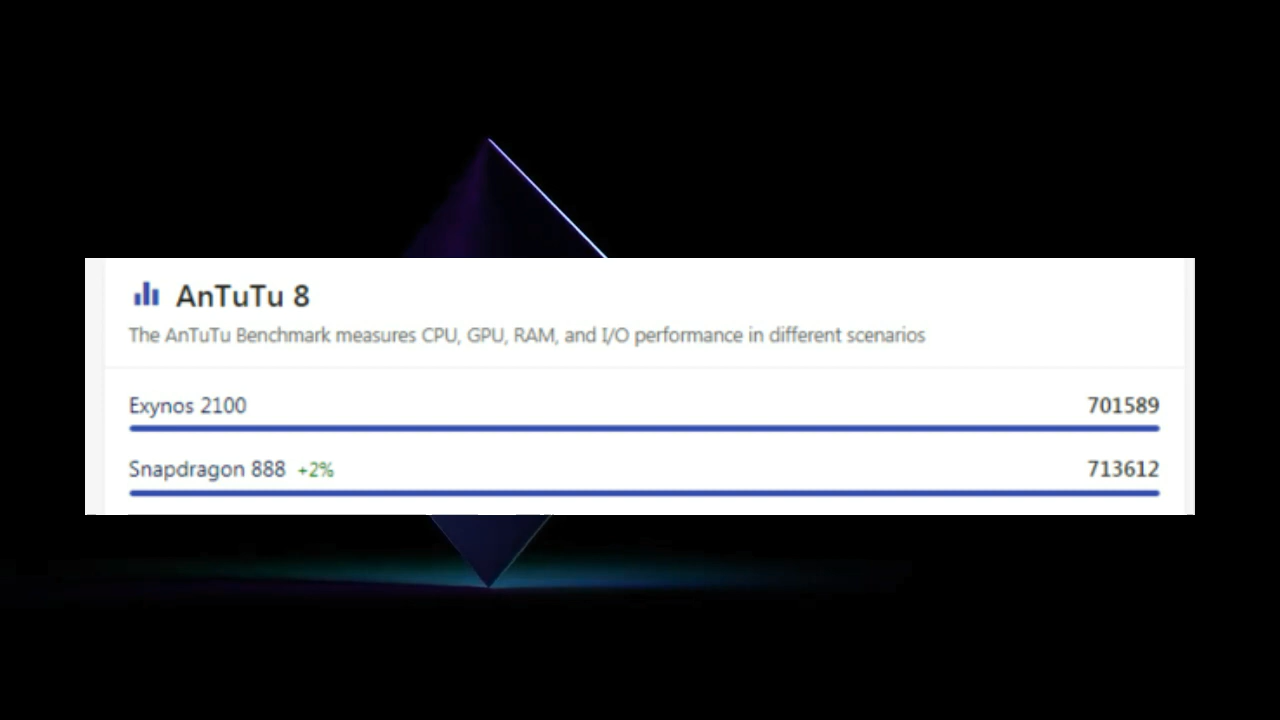 AnTuTu 8
The AnTuTu Benchmark measures CPU, GPU, RAM, and I/O performance in different scenarios
Exynos 2100 701589
Snapdragon 888 +2% 713612